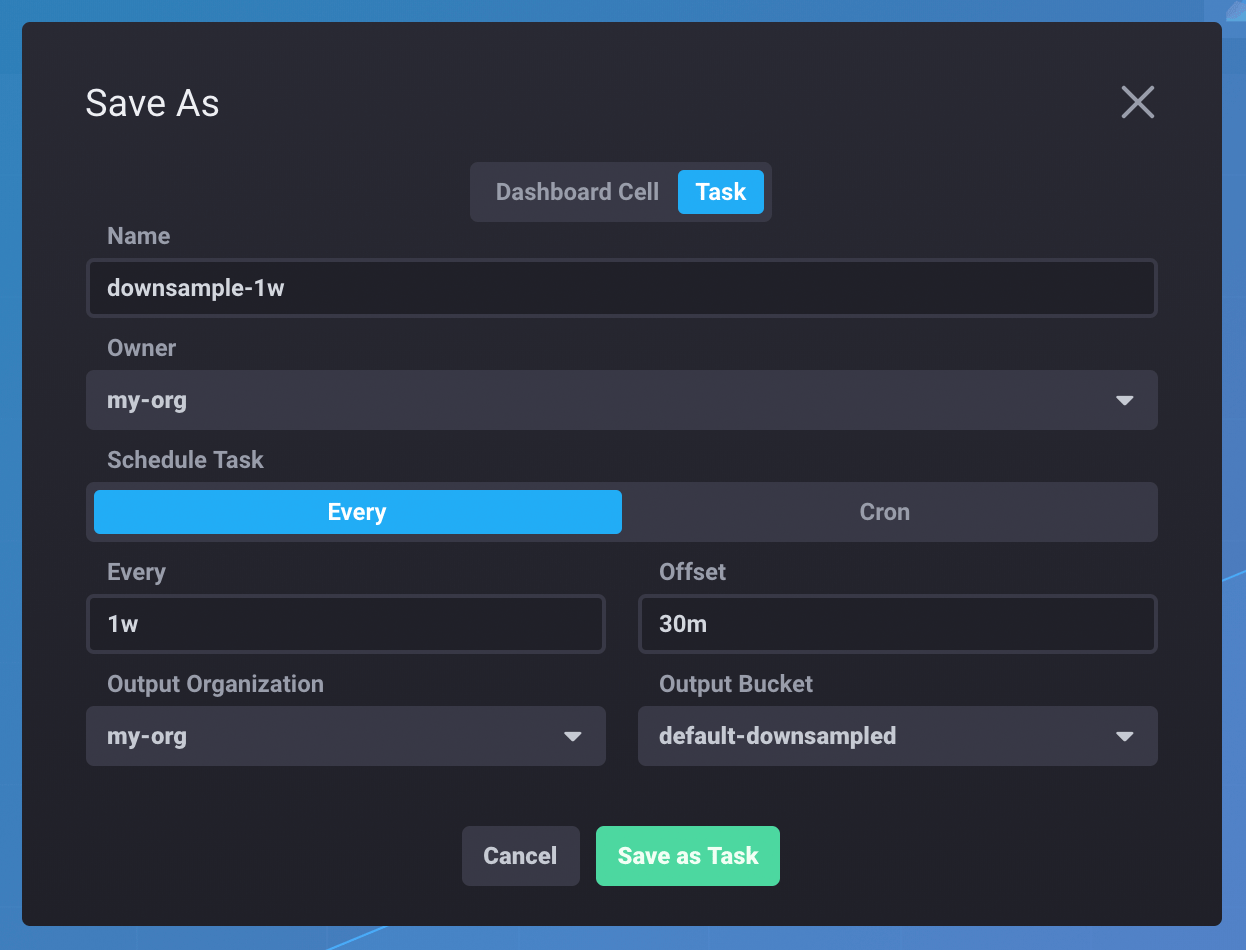 Save As
Dashboard Cell Task
Name
downsample-1w
Owner
my-org
Schedule Task
Every Cron
Every Offset
1w 30m
Output Organization Output Bucket
my-org default-downsampled
Cancel Save as Task